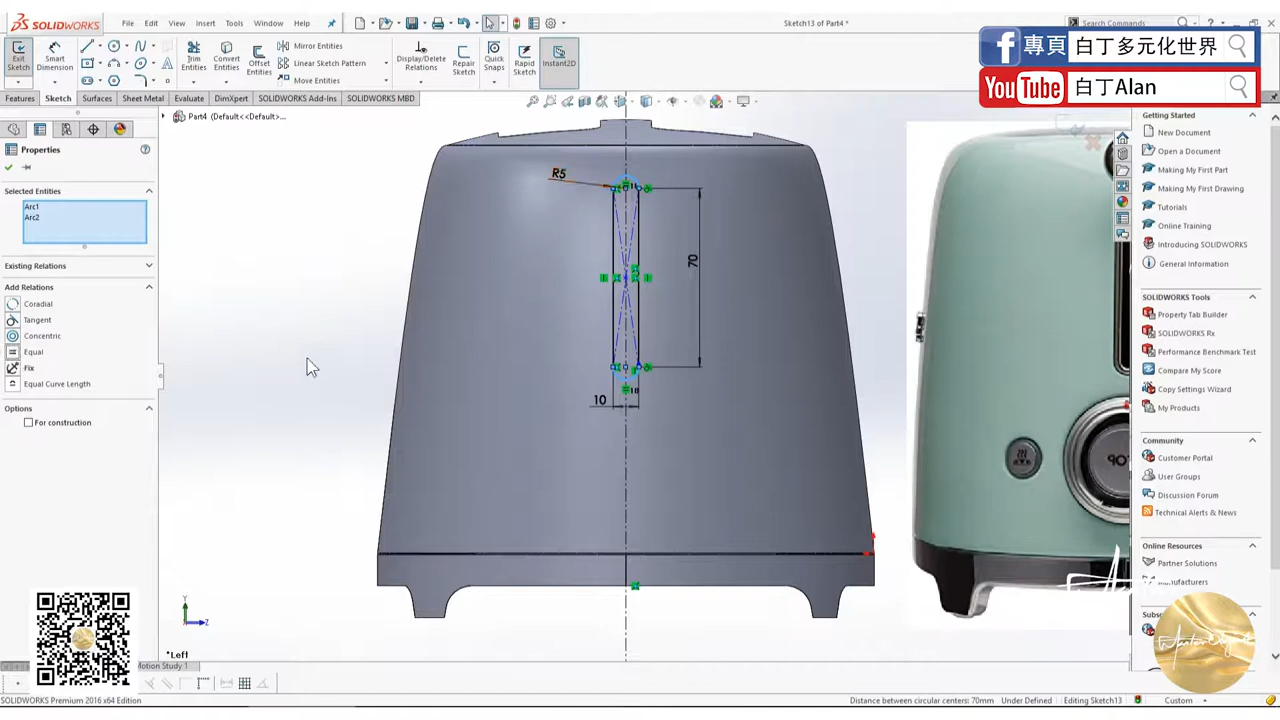 SOLIDWORKS
File Edit View Insert Tools Window Help
Sketch13 of Part4 *
Search Commands
Exit Sketch
Smart Dimension
Trim Entities
Convert Entities
Offset Entities
Mirror Entities
Linear Sketch Pattern
Move Entities
Display/Delete Relations
Repair Sketch
Quick Snaps
Rapid Sketch
Instant2D
專頁 白丁多元化世界
YouTube 白丁Alan
Features Sketch Surfaces Sheet Metal Evaluate DimXpert SOLIDWORKS Add-Ins SOLIDWORKS MBD
Part4 (Default<<Default>...
Properties
Selected Entities
Arc1
Arc2
Existing Relations
Add Relations
Coradial
Tangent
Concentric
Equal
Fix
Equal Curve Length
Options
For construction
R5
70
10
Y
Z
*Left
Getting Started
New Document
Open a Document
Making My First Part
Making My First Drawing
Tutorials
Online Training
Introducing SOLIDWORKS
General Information
SOLIDWORKS Tools
Property Tab Builder
SOLIDWORKS Rx
Performance Benchmark Test
Compare My Score
Copy Settings Wizard
My Products
Community
Customer Portal
User Groups
Discussion Forum
Technical Alerts & News
Online Resources
Partner Solutions
Manufacturers
Motion Study 1
SOLIDWORKS Premium 2016 x64 Edition
Distance between circular centers: 70mm Under Defined Editing Sketch13 Custom